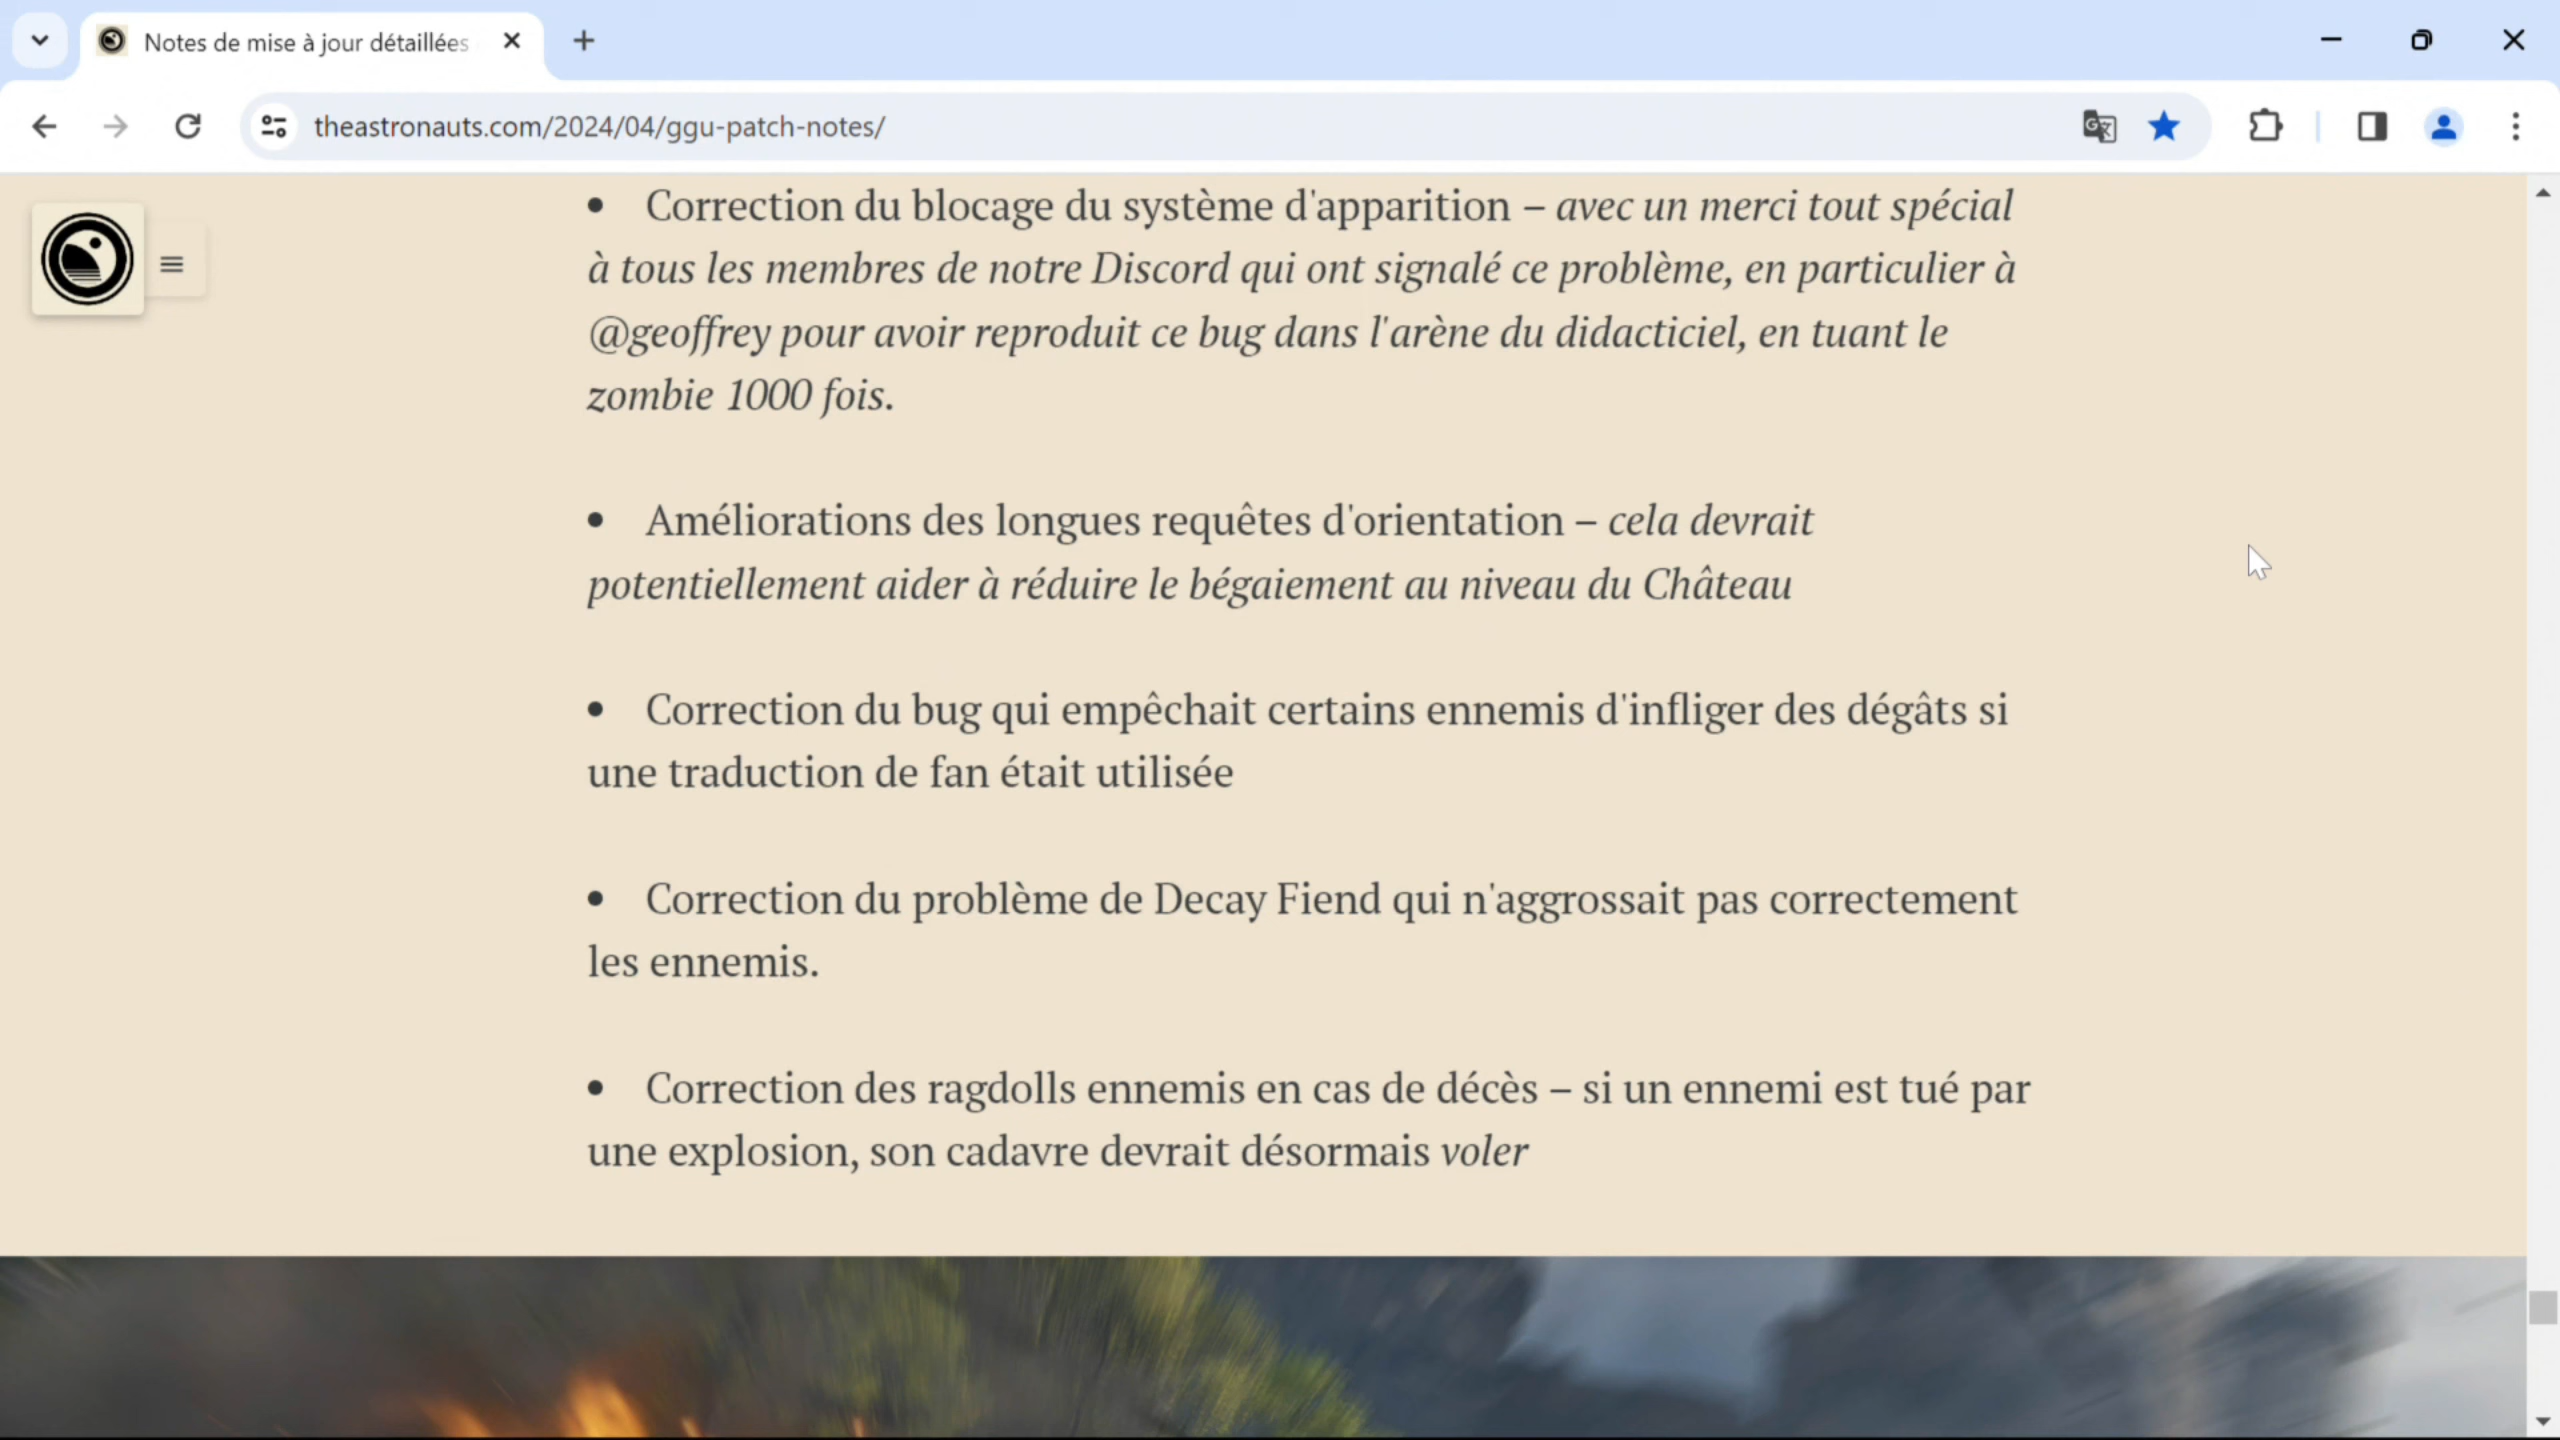 Notes de mise à jour détaillées
theastronauts.com/2024/04/ggu-patch-notes/
• Correction du blocage du système d'apparition – avec un merci tout spécial
à tous les membres de notre Discord qui ont signalé ce problème, en particulier à
@geoffrey pour avoir reproduit ce bug dans l'arène du didacticiel, en tuant le
zombie 1000 fois.
• Améliorations des longues requêtes d'orientation – cela devrait
potentiellement aider à réduire le bégaiement au niveau du Château
• Correction du bug qui empêchait certains ennemis d'infliger des dégâts si
une traduction de fan était utilisée
• Correction du problème de Decay Fiend qui n'aggrossait pas correctement
les ennemis.
• Correction des ragdolls ennemis en cas de décès – si un ennemi est tué par
une explosion, son cadavre devrait désormais voler